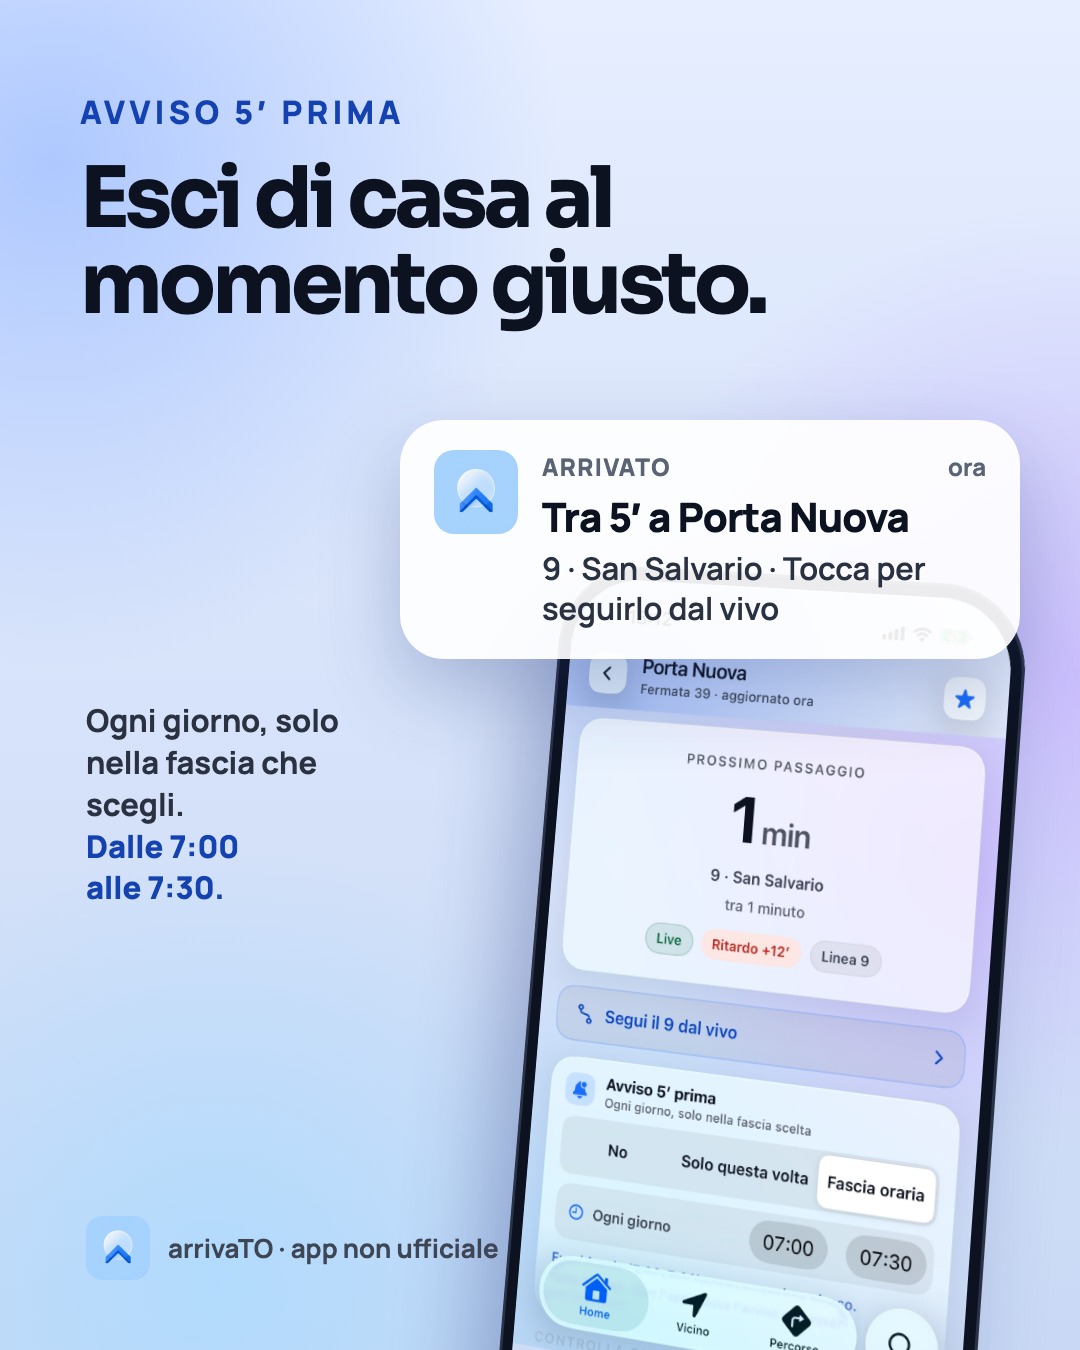 AVVISO 5′ PRIMA
Esci di casa al
momento giusto.
ARRIVATO
ora
Tra 5′ a Porta Nuova
9 · San Salvario · Tocca per
seguirlo dal vivo
Porta Nuova
Fermata 39 · aggiornato ora
PROSSIMO PASSAGGIO
1 min
9 · San Salvario
tra 1 minuto
Live
Ritardo +12′
Linea 9
Ogni giorno, solo
nella fascia che
scegli.
Dalle 7:00
alle 7:30.
Segui il 9 dal vivo
Avviso 5′ prima
Ogni giorno, solo nella fascia scelta
No
Solo questa volta
Fascia oraria
Ogni giorno
07:00
07:30
Home
Vicino
Percorso
arrivaTO · app non ufficiale